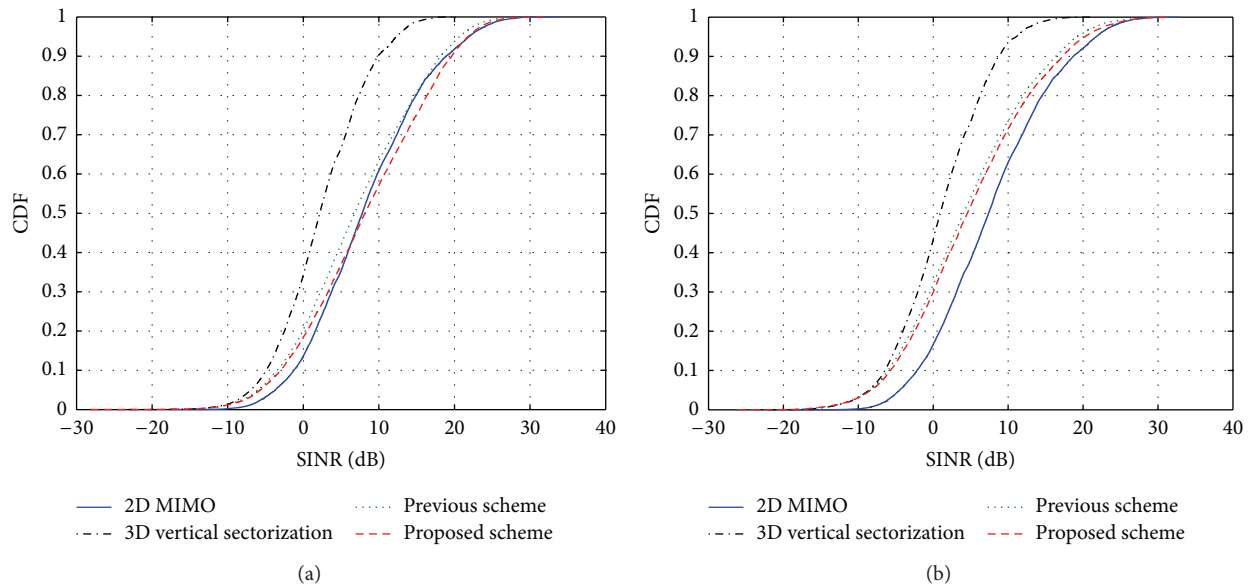 1
0.9
0.8
0.7
0.6
0.5
0.4
0.3
0.2
0.1
0
CDF
−30 −20 −10 0 10 20 30 40
SINR (dB)
2D MIMO
3D vertical sectorization
Previous scheme
Proposed scheme
(a)
1
0.9
0.8
0.7
0.6
0.5
0.4
0.3
0.2
0.1
0
CDF
−30 −20 −10 0 10 20 30 40
SINR (dB)
2D MIMO
3D vertical sectorization
Previous scheme
Proposed scheme
(b)